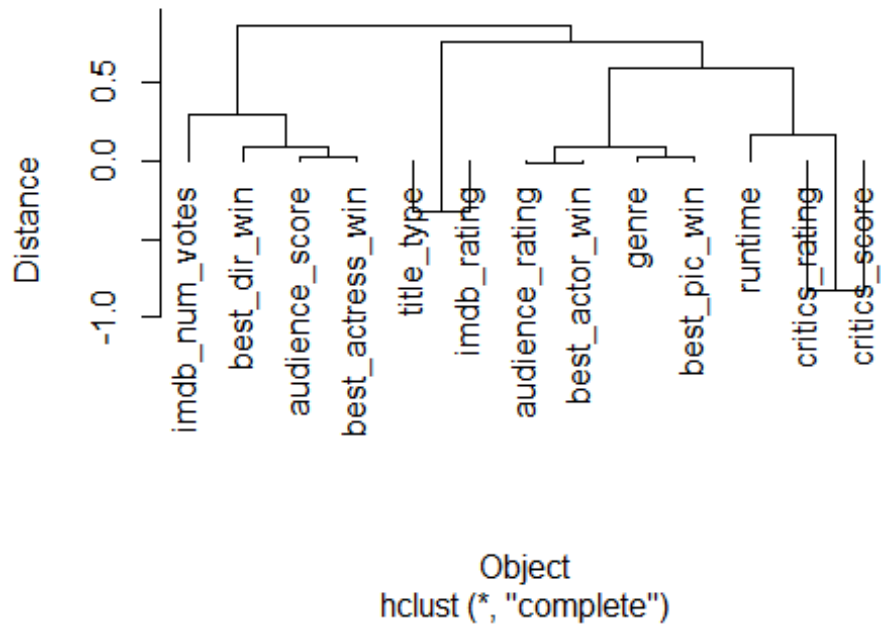 Distance
0.5
0.0
-1.0
imdb_num_votes
best_dir_win
audience_score
best_actress_win
title_type
imdb_rating
audience_rating
best_actor_win
genre
best_pic_win
runtime
critics_rating
critics_score
Object
hclust (*, "complete")